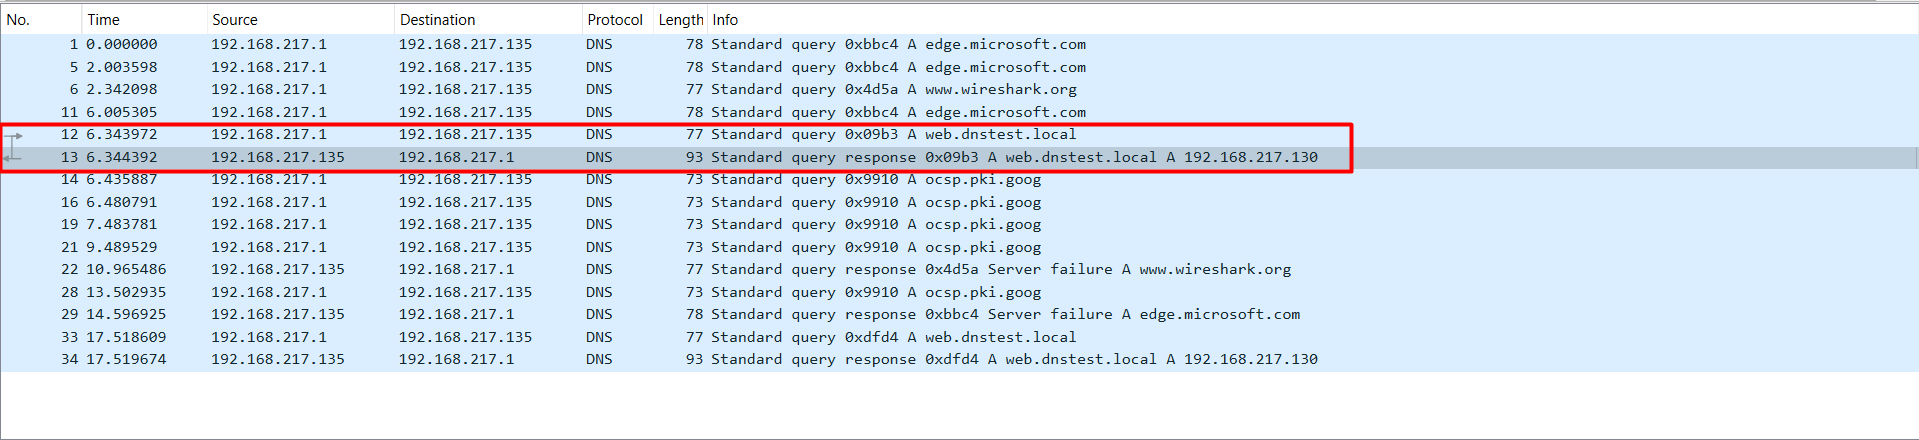 No. Time Source Destination Protocol Length Info
1 0.000000 192.168.217.1 192.168.217.135 DNS 78 Standard query 0xbbc4 A edge.microsoft.com
5 2.003598 192.168.217.1 192.168.217.135 DNS 78 Standard query 0xbbc4 A edge.microsoft.com
6 2.342098 192.168.217.1 192.168.217.135 DNS 77 Standard query 0x4d5a A www.wireshark.org
11 6.005305 192.168.217.1 192.168.217.135 DNS 78 Standard query 0xbbc4 A edge.microsoft.com
12 6.343972 192.168.217.1 192.168.217.135 DNS 77 Standard query 0x09b3 A web.dnstest.local
13 6.344392 192.168.217.135 192.168.217.1 DNS 93 Standard query response 0x09b3 A web.dnstest.local A 192.168.217.130
14 6.435887 192.168.217.1 192.168.217.135 DNS 73 Standard query 0x9910 A ocsp.pki.goog
16 6.480791 192.168.217.1 192.168.217.135 DNS 73 Standard query 0x9910 A ocsp.pki.goog
19 7.483781 192.168.217.1 192.168.217.135 DNS 73 Standard query 0x9910 A ocsp.pki.goog
21 9.489529 192.168.217.1 192.168.217.135 DNS 73 Standard query 0x9910 A ocsp.pki.goog
22 10.965486 192.168.217.135 192.168.217.1 DNS 77 Standard query response 0x4d5a Server failure A www.wireshark.org
28 13.502935 192.168.217.1 192.168.217.135 DNS 73 Standard query 0x9910 A ocsp.pki.goog
29 14.596925 192.168.217.135 192.168.217.1 DNS 78 Standard query response 0xbbc4 Server failure A edge.microsoft.com
33 17.518609 192.168.217.1 192.168.217.135 DNS 77 Standard query 0xdfd4 A web.dnstest.local
34 17.519674 192.168.217.135 192.168.217.1 DNS 93 Standard query response 0xdfd4 A web.dnstest.local A 192.168.217.130